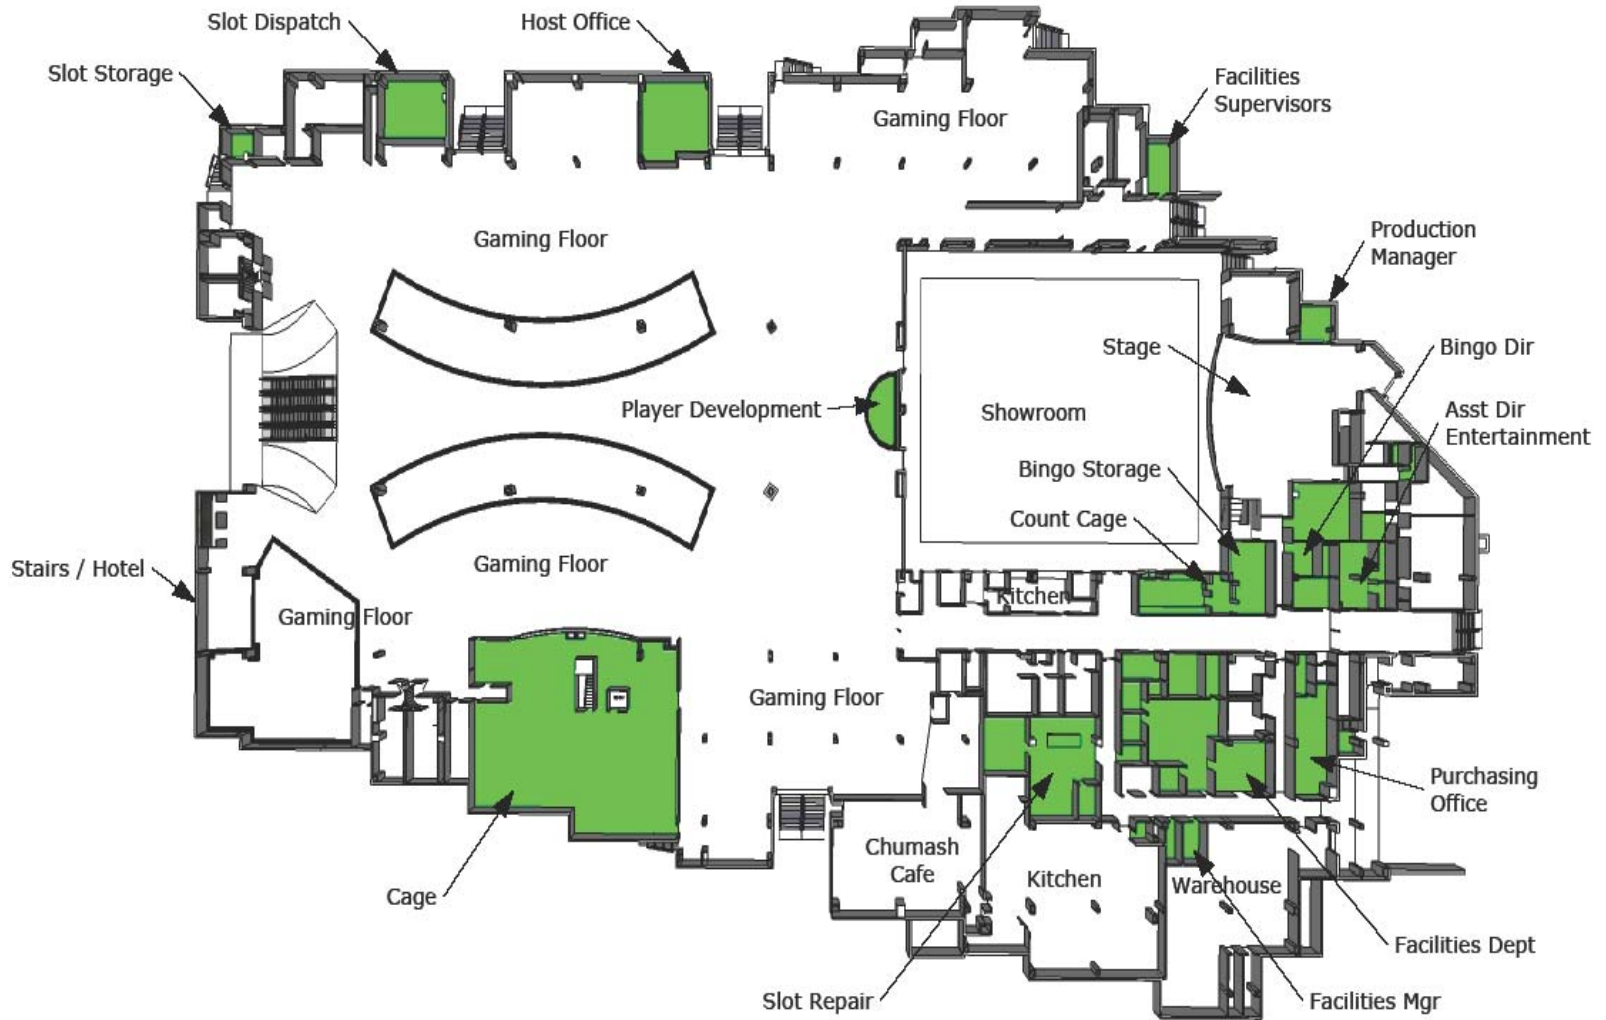 Slot Dispatch
Host Office
Slot Storage
Facilities
Supervisors
Gaming Floor
Gaming Floor
Production
Manager
Stage
Bingo Dir
Player Development
Showroom
Asst Dir
Entertainment
Bingo Storage
Count Cage
Gaming Floor
Stairs / Hotel
Kitchen
Gaming Floor
Gaming Floor
Purchasing
Office
Chumash
Cafe
Kitchen
Warehouse
Cage
Facilities Dept
Slot Repair
Facilities Mgr